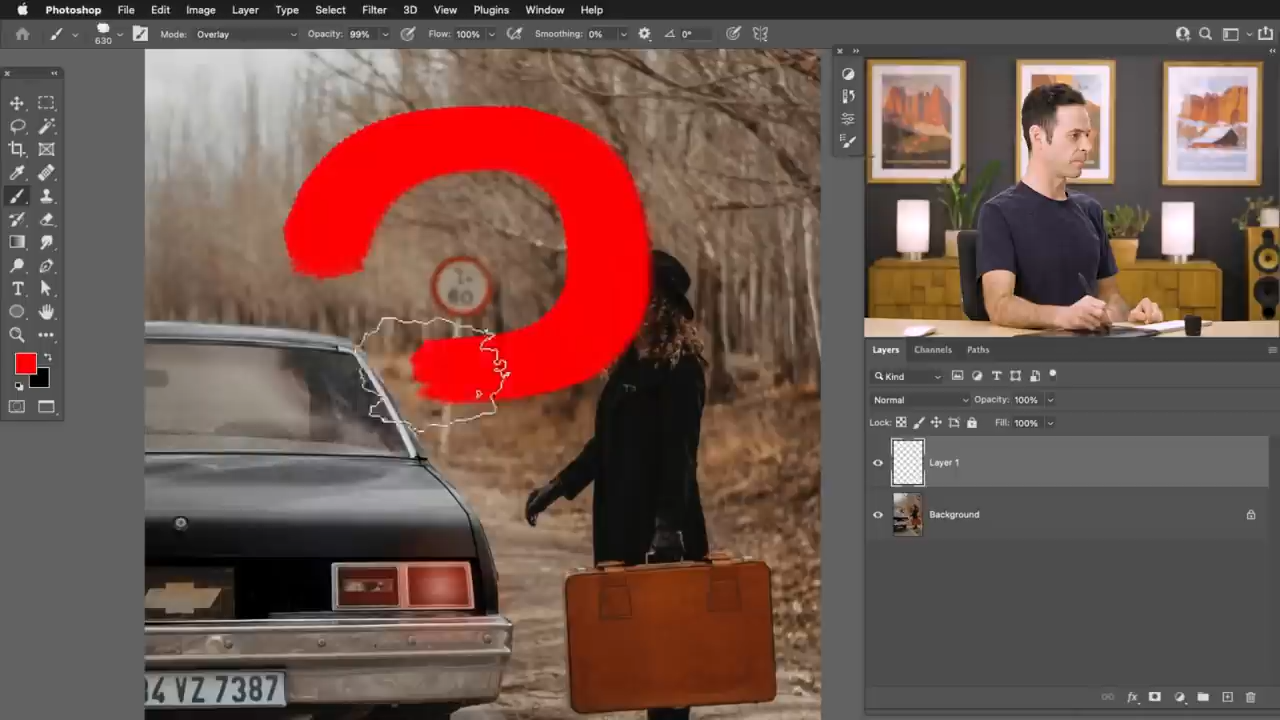 Photoshop File Edit Image Layer Type Select Filter 3D View Plugins Window Help
630 Mode: Overlay Opacity: 99% Flow: 100% Smoothing: 0% 0°
60
34 VZ 7387
Layers Channels Paths
Kind
Normal Opacity: 100%
Lock: Fill: 100%
Layer 1
Background
fx